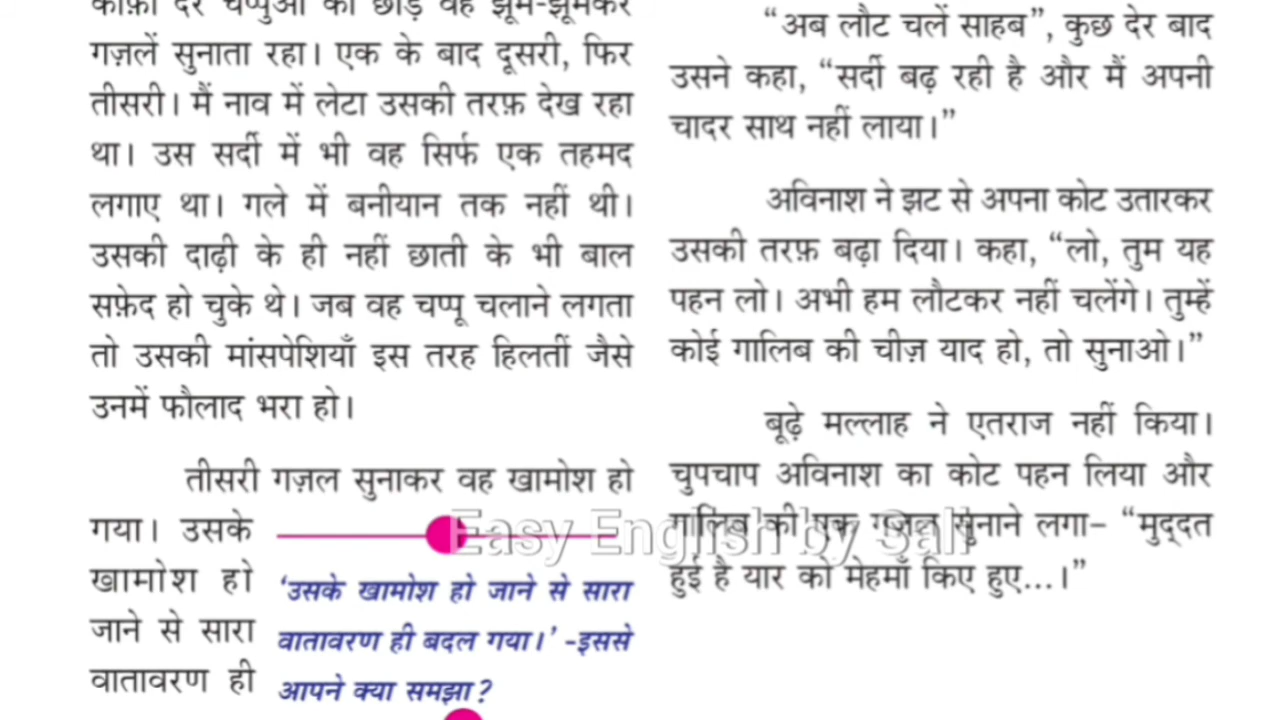 काफ़ी देर चप्पुओं को छोड़ वह झूम-झूमकर
गज़लें सुनाता रहा। एक के बाद दूसरी, फिर
तीसरी। मैं नाव में लेटा उसकी तरफ़ देख रहा
था। उस सर्दी में भी वह सिर्फ एक तहमद
लगाए था। गले में बनीयान तक नहीं थी।
उसकी दाढ़ी के ही नहीं छाती के भी बाल
सफ़ेद हो चुके थे। जब वह चप्पू चलाने लगता
तो उसकी मांसपेशियाँ इस तरह हिलतीं जैसे
उनमें फौलाद भरा हो।
तीसरी गज़ल सुनाकर वह खामोश हो
गया। उसके
खामोश हो
जाने से सारा
वातावरण ही
‘उसके खामोश हो जाने से सारा
वातावरण ही बदल गया।’ -इससे
आपने क्या समझा?
“अब लौट चलें साहब”, कुछ देर बाद
उसने कहा, “सर्दी बढ़ रही है और मैं अपनी
चादर साथ नहीं लाया।”
अविनाश ने झट से अपना कोट उतारकर
उसकी तरफ़ बढ़ा दिया। कहा, “लो, तुम यह
पहन लो। अभी हम लौटकर नहीं चलेंगे। तुम्हें
कोई गालिब की चीज़ याद हो, तो सुनाओ।”
बूढ़े मल्लाह ने एतराज नहीं किया।
चुपचाप अविनाश का कोट पहन लिया और
गालिब की एक गज़ल सुनाने लगा– “मुद्दत
हुई है यार को मेहमाँ किए हुए...।”
Easy English by Sali